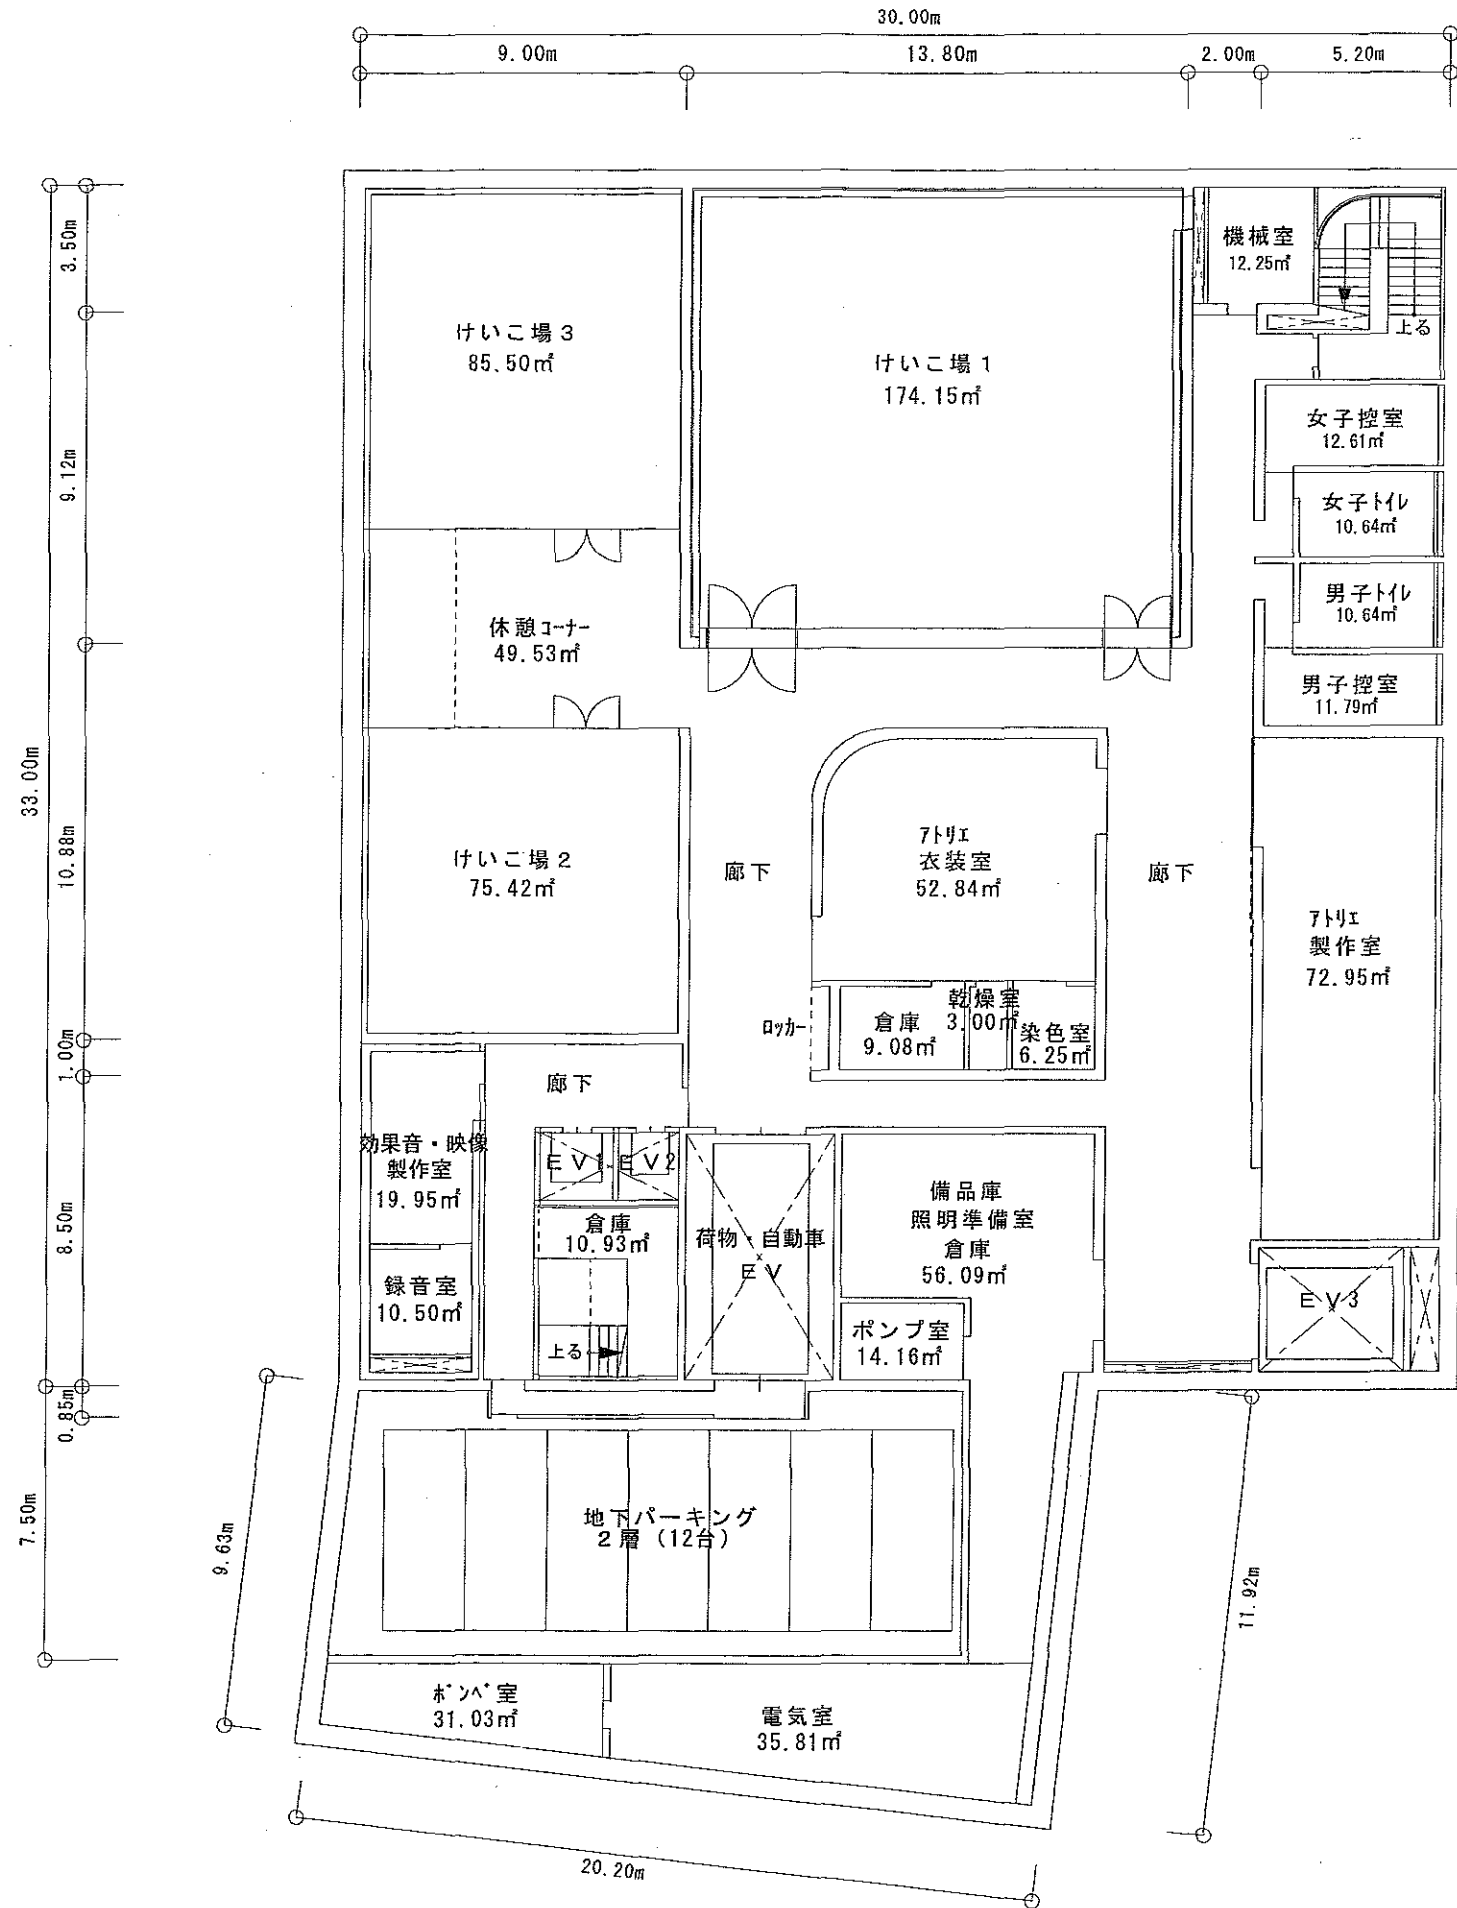 30.00m
9.00m
13.80m
2.00m
5.20m
3.50m
9.12m
33.00m
10.88m
1.00m
8.50m
0.85m
7.50m
機械室
12.25㎡
上る
けいこ場3
85.50㎡
けいこ場1
174.15㎡
女子控室
12.61㎡
女子ﾄｲﾚ
10.64㎡
男子ﾄｲﾚ
10.64㎡
男子控室
11.79㎡
休憩ｺｰﾅｰ
49.53㎡
けいこ場2
75.42㎡
廊下
ｱﾄﾘｴ
衣装室
52.84㎡
廊下
ｱﾄﾘｴ
製作室
72.95㎡
ﾛｯｶｰ
倉庫
9.08㎡
乾燥室
3.00㎡
染色室
6.25㎡
廊下
効果音・映像
製作室
19.95㎡
EV1
EV2
倉庫
10.93㎡
荷物・自動車
EV
備品庫
照明準備室
倉庫
56.09㎡
録音室
10.50㎡
上る
ポンプ室
14.16㎡
EV3
地下パーキング
2層（12台）
9.63m
11.92m
ﾎﾞﾝﾍﾞ室
31.03㎡
電気室
35.81㎡
20.20m